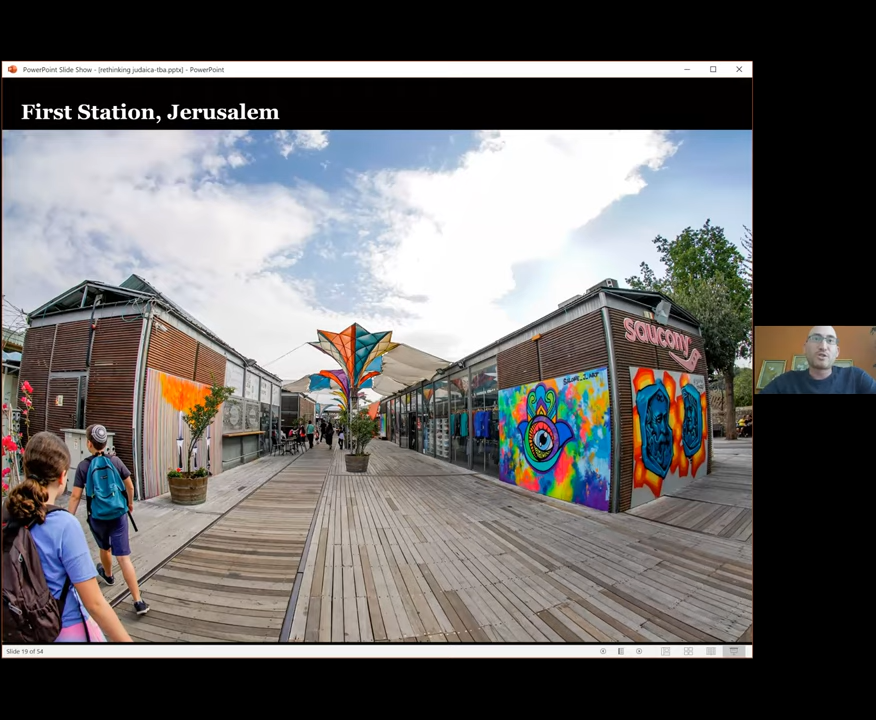 PowerPoint Slide Show - [rethinking judaica-tba.pptx] - PowerPoint
First Station, Jerusalem
saucony
Slide 19 of 54